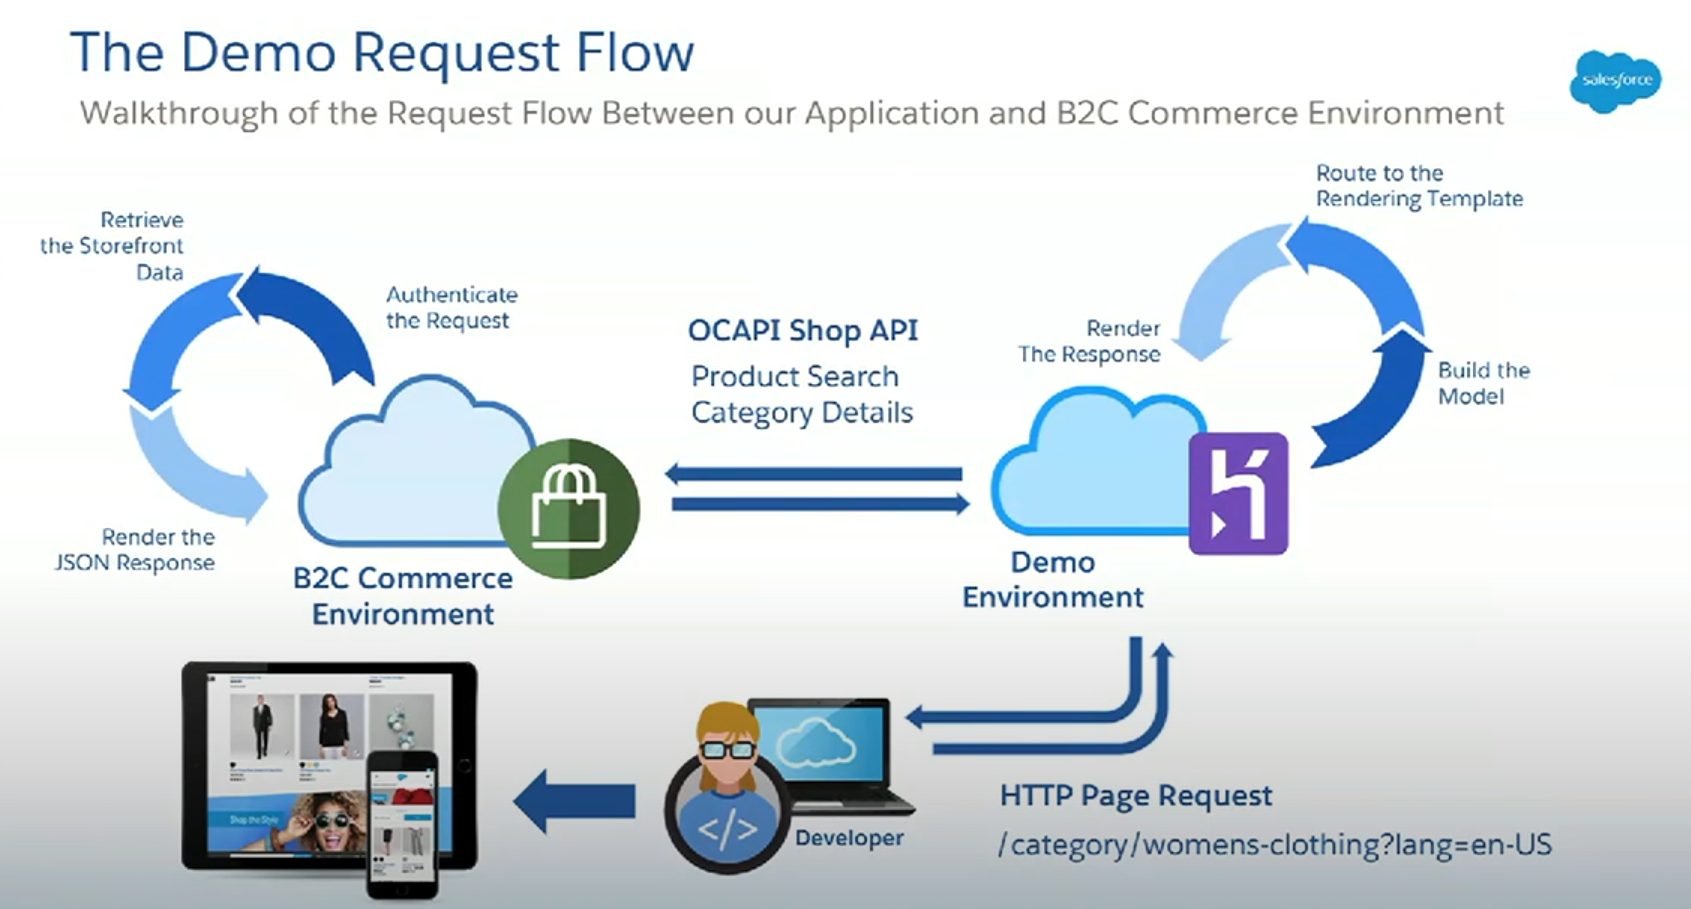 The Demo Request Flow
salesforce
Walkthrough of the Request Flow Between our Application and B2C Commerce Environment
Retrieve
the Storefront
Data
Authenticate
the Request
Render the
JSON Response
B2C Commerce
Environment
OCAPI Shop API
Product Search
Category Details
Route to the
Rendering Template
Render
The Response
Build the
Model
Demo
Environment
Shop the Style
</>
Developer
HTTP Page Request
/category/womens-clothing?lang=en-US